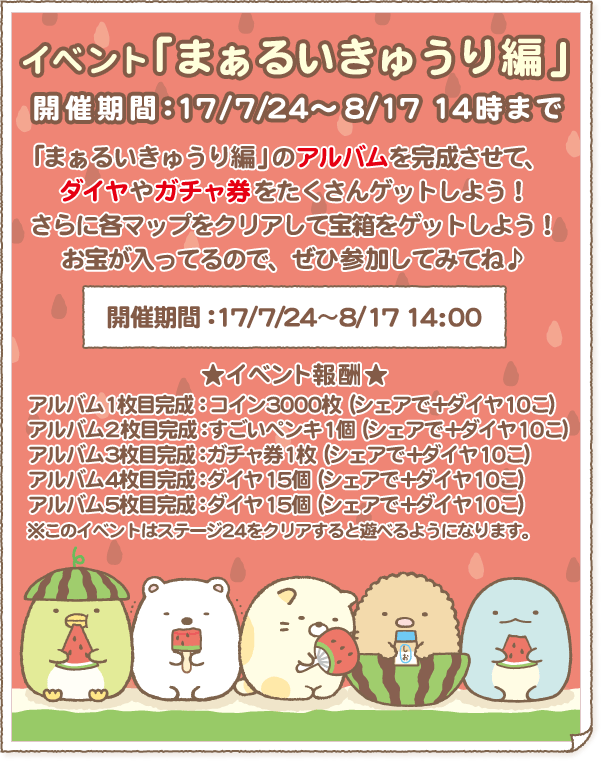 イベント「まぁるいきゅうり編」
開催期間:17/7/24〜8/17 14時まで
「まぁるいきゅうり編」のアルバムを完成させて、
ダイヤやガチャ券をたくさんゲットしよう！
さらに各マップをクリアして宝箱をゲットしよう！
お宝が入ってるので、ぜひ参加してみてね♪
開催期間:17/7/24〜8/17 14:00
★イベント報酬★
アルバム1枚目完成:コイン3000枚 (シェアで+ダイヤ10こ)
アルバム2枚目完成:すごいペンキ1個 (シェアで+ダイヤ10こ)
アルバム3枚目完成:ガチャ券1枚 (シェアで+ダイヤ10こ)
アルバム4枚目完成:ダイヤ15個 (シェアで+ダイヤ10こ)
アルバム5枚目完成:ダイヤ15個 (シェアで+ダイヤ10こ)
※このイベントはステージ24をクリアすると遊べるようになります。
しお